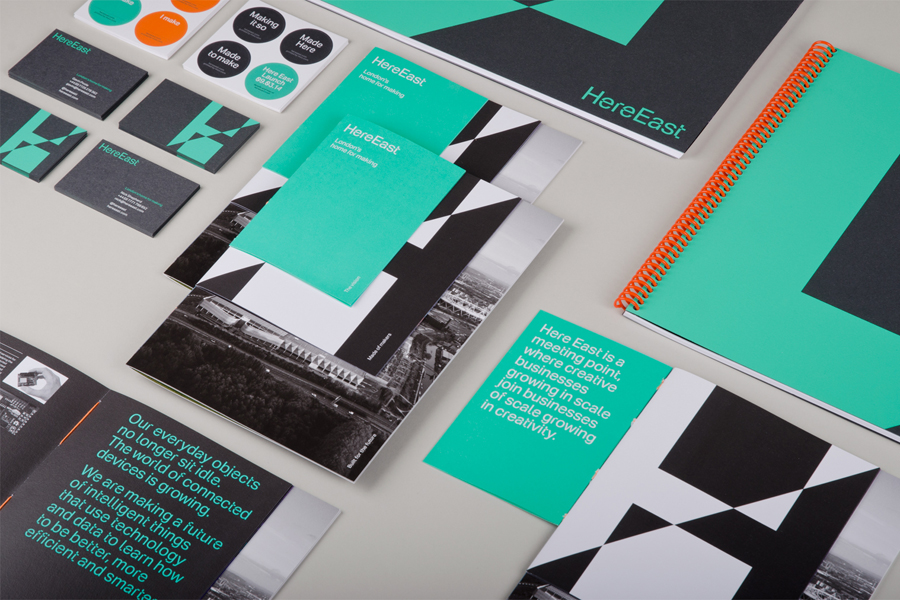 I make
Making
it so
Made
Here
Made
to make
Here East
Launch
HereEast
HereEast
HereEast
London's
home for making
HereEast
London's
home for making
HereEast
Made of makers
Built for the future
Here East is a
meeting point,
where creative
businesses
growing in scale
join businesses
of scale growing
in creativity.
Our everyday objects
no longer sit idle.
The world of connected
devices is growing.
We are making a future
of intelligent things
that use technology
and data to learn how
to be better, more
efficient and smarte